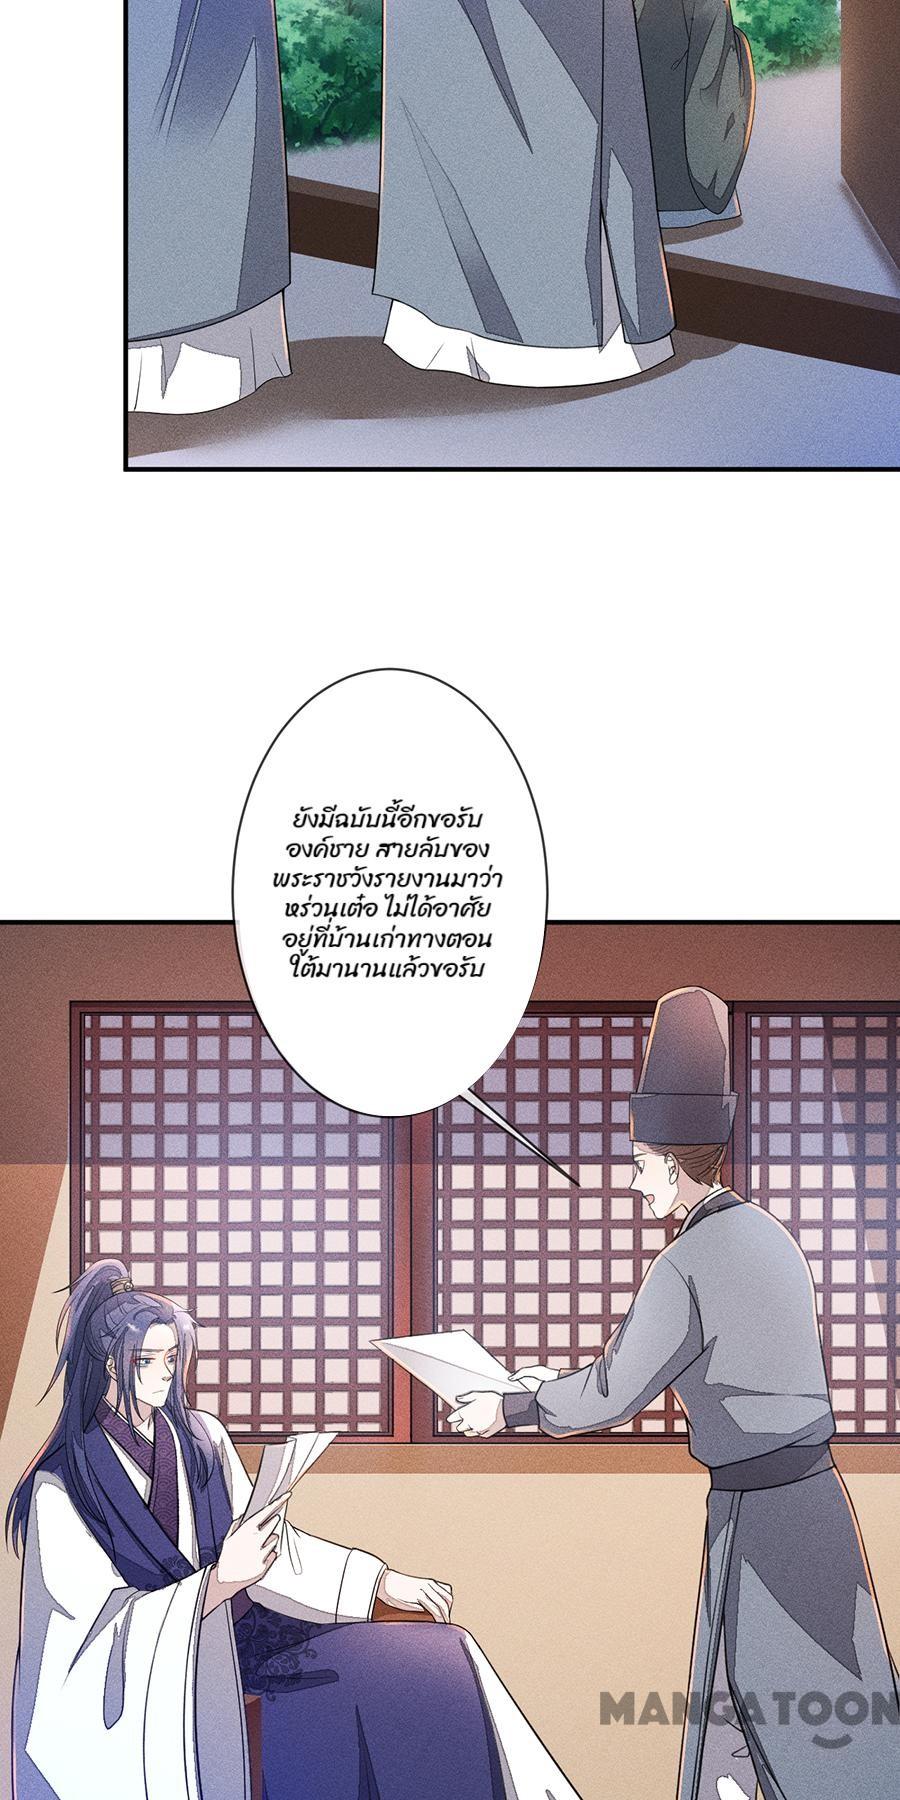 ยังมีฉบับนี้อีกขอรับ
องค์ชาย สายลับของ
พระราชวังรายงานมาว่า
หร่วนเต๋อ ไม่ได้อาศัย
อยู่ที่บ้านเก่าทางตอน
ใต้มานานแล้วขอรับ
MANGATOON